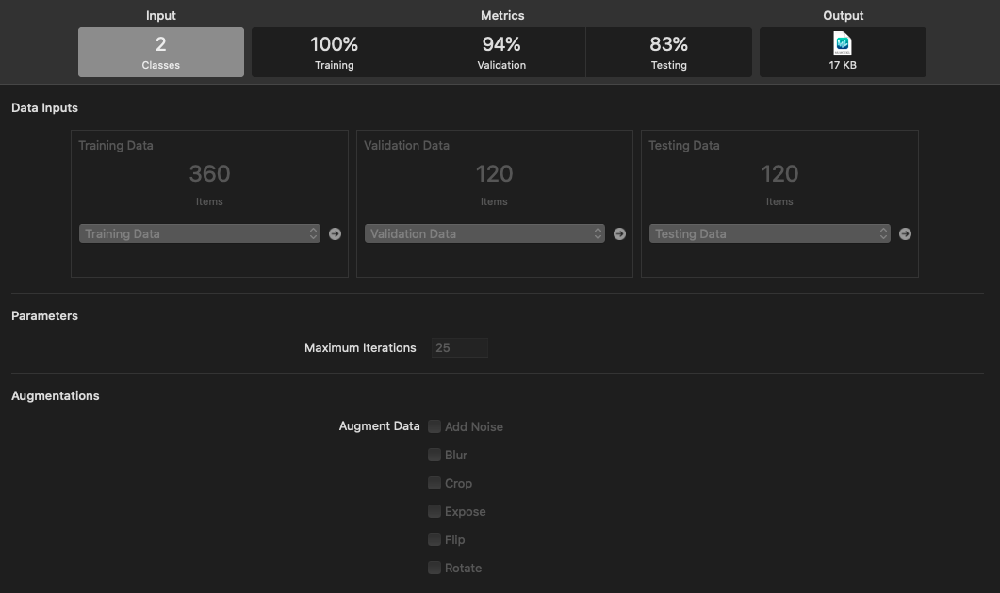 Input Metrics Output
2 100% 94% 83%
Classes Training Validation Testing 17 KB
Data Inputs
Training Data Validation Data Testing Data
360 120 120
Items Items Items
Training Data Validation Data Testing Data
Parameters
Maximum Iterations 25
Augmentations
Augment Data Add Noise
Blur
Crop
Expose
Flip
Rotate